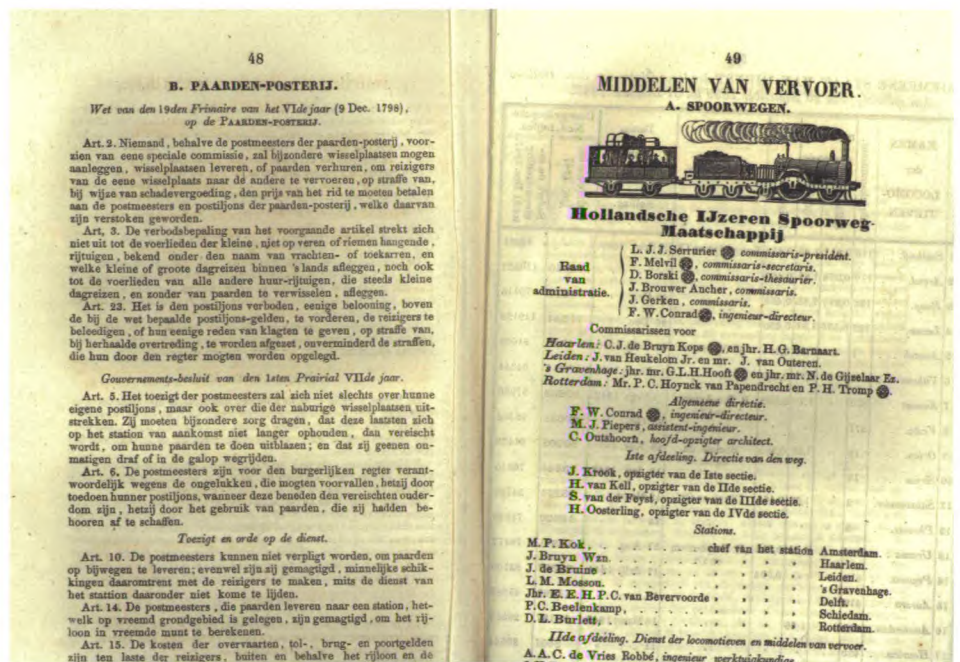 48
B. PAARDEN-POSTERIJ.
Wet van den 19den Frimaire van het VIde jaar (9 Dec. 1798),
op de PAARDEN-POSTERIJ.
Art. 2. Niemand, behalve de postmeesters der paarden-posterij, voor-
zien van eene speciale commissie, zal bijzondere wisselplaatsen mogen
aanleggen, wisselplaatsen leveren, of paarden verhuren, om reizigers
van de eene wisselplaats naar de andere te vervoeren, op straffe van,
bij wijze van schadevergoeding, den prijs van het rid te moeten betalen
aan de postmeesters en postiljons der paarden-posterij, welke daarvan
zijn verstoken geworden.
Art. 3. De verbodsbepaling van het voorgaande artikel strekt zich
niet uit tot de voerlieden der kleine, niet op veren of riemen hangende,
rijtuigen, bekend onder den naam van vrachten- of toekarren, en
welke kleine of groote dagreizen binnen 's lands afleggen, noch ook
tot de voerlieden van alle andere huur-rijtuigen, die steeds kleine
dagreizen, en zonder van paarden te verwisselen, afleggen.
Art. 23. Het is den postiljons verboden, eenige belooning, boven
de bij de wet bepaalde postiljons-gelden, te vorderen, de reizigers te
beleedigen, of hun eenige reden van klagten te geven, op straffe van,
bij herhaalde overtreding, te worden afgezet, onverminderd de straffen,
die hun door den regter mogten worden opgelegd.
Gouvernements-besluit van den 1sten Prairial VIIde jaar.
Art. 5. Het toezigt der postmeesters zal zich niet slechts over hunne
eigene postiljons, maar ook over die der naburige wisselplaatsen uit-
strekken. Zij moeten bijzondere zorg dragen, dat deze laatsten zich
op het station van aankomst niet langer ophouden, dan vereischt
wordt, om hunne paarden te doen uitblazen; en dat zij geenen on-
matigen draf of in de galop wegrijden.
Art. 6. De postmeesters zijn voor den burgerlijken regter verant-
woordelijk wegens de ongelukken, die mogten voorvallen, hetzij door
toedoen hunner postiljons, wanneer deze beneden den vereischten ouder-
dom zijn, hetzij door het gebruik van paarden, die zij hadden be-
hooren af te schaffen.
Toezigt en orde op de dienst.
Art. 10. De postmeesters kunnen niet verpligt worden, om paarden
op bijwegen te leveren; evenwel zijn zij gemagtigd, minnelijke schik-
kingen daaromtrent met de reizigers te maken, mits de dienst van
het stattion daaronder niet kome te lijden.
Art. 14. De postmeesters, die paarden leveren naar een station, het-
welk op vreemd grondgebied is gelegen, zijn gemagtigd, om het rij-
loon in vreemde munt te berekenen.
Art. 15. De kosten der overvaarten, tol-, brug- en poortgelden
zijn ten laste der reizigers, buiten en behalve het rijloon en de
49
MIDDELEN VAN VERVOER.
A. SPOORWEGEN.
Hollandsche IJzeren Spoorweg-
Maatschappij
Raad
van
administratie.
L. J. J. Serrurier commissaris-president.
F. Melvil, commissaris-secretaris.
D. Borski, commissaris-thesaurier.
J. Brouwer Ancher, commissaris.
J. Gerken, commissaris.
F. W. Conrad, ingenieur-directeur.
Commissarissen voor
Haarlem: C. J. de Bruyn Kops, en jhr. H. G. Barnaart.
Leiden: J. van Heukelom Jr. en mr. J. van Outeren.
's Gravenhage: jhr. mr. G. L. H. Hooft en jhr. mr. N. de Gijzelaar Ez.
Rotterdam: Mr. P. C. Hoynck van Papendrecht en P. H. Tromp.
Algemeene directie.
F. W. Conrad, ingenieur-directeur.
M. J. Piepers, assistent-ingenieur.
C. Outshoorn, hoofd-opzigter architect.
Iste afdeeling. Directie van den weg.
J. Krook, opzigter van de Iste sectie.
H. van Kell, opzigter van de IIde sectie.
S. van der Feyst, opzigter van de IIIde sectie.
H. Oosterling, opzigter van de IVde sectie.
Stations.
M. P. Kok, . . . . chef van het station Amsterdam.
J. Bruyn Wzn. . . . . Haarlem.
J. de Bruine . . . . Leiden.
L. M. Mosson. . . . . 's Gravenhage.
Jhr. E. E. H. P. C. van Bevervoorde . . . . Delft.
P. C. Beelenkamp, . . . . Schiedam.
D. L. Burlett, . . . . Rotterdam.
IIde afdeeling. Dienst der locomotieven en middelen van vervoer.
A. A. C. de Vries Robbé, ingenieur werktuigkundig